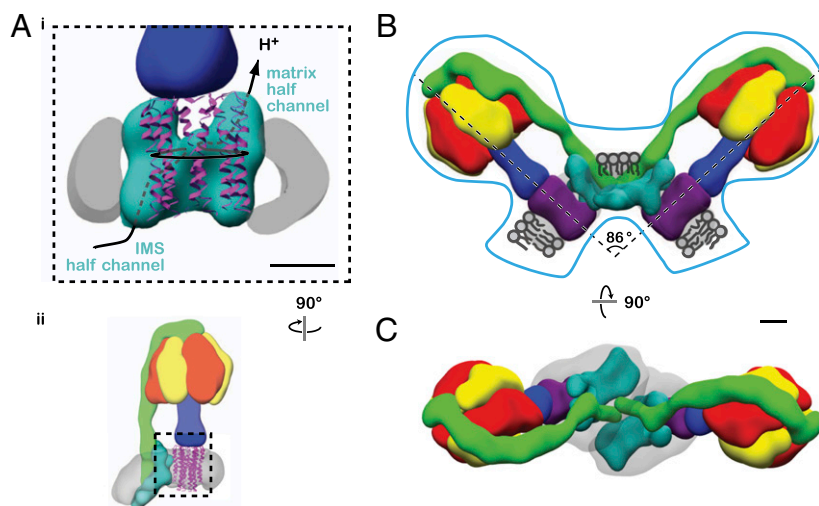 A
i
H+
matrix
half
channel
IMS
half channel
90°
ii
B
86°
90°
C